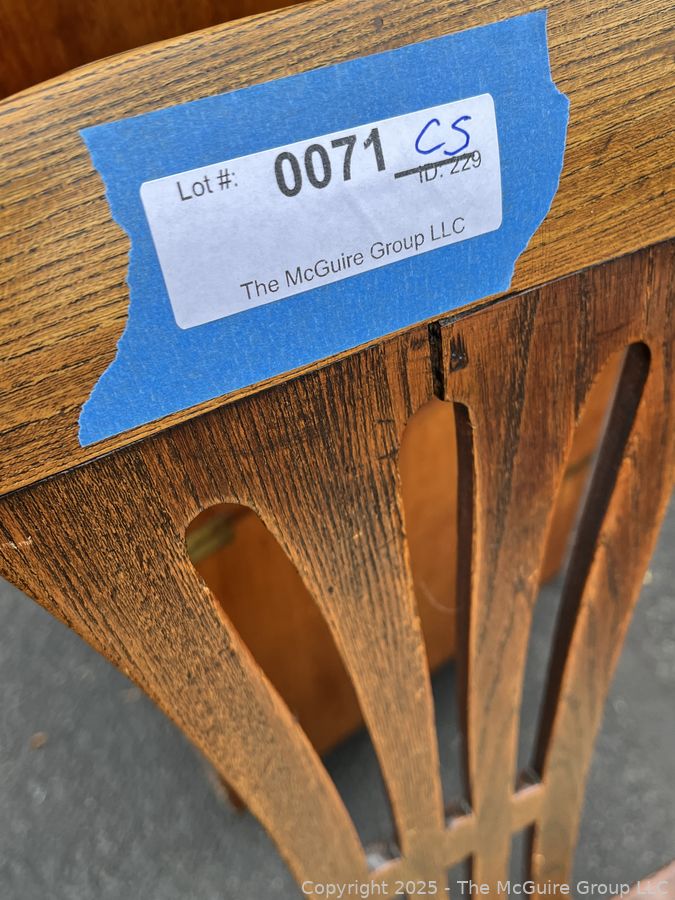 Lot #: 0071 CS
ID: 229
The McGuire Group LLC
Copyright 2025 - The McGuire Group LLC